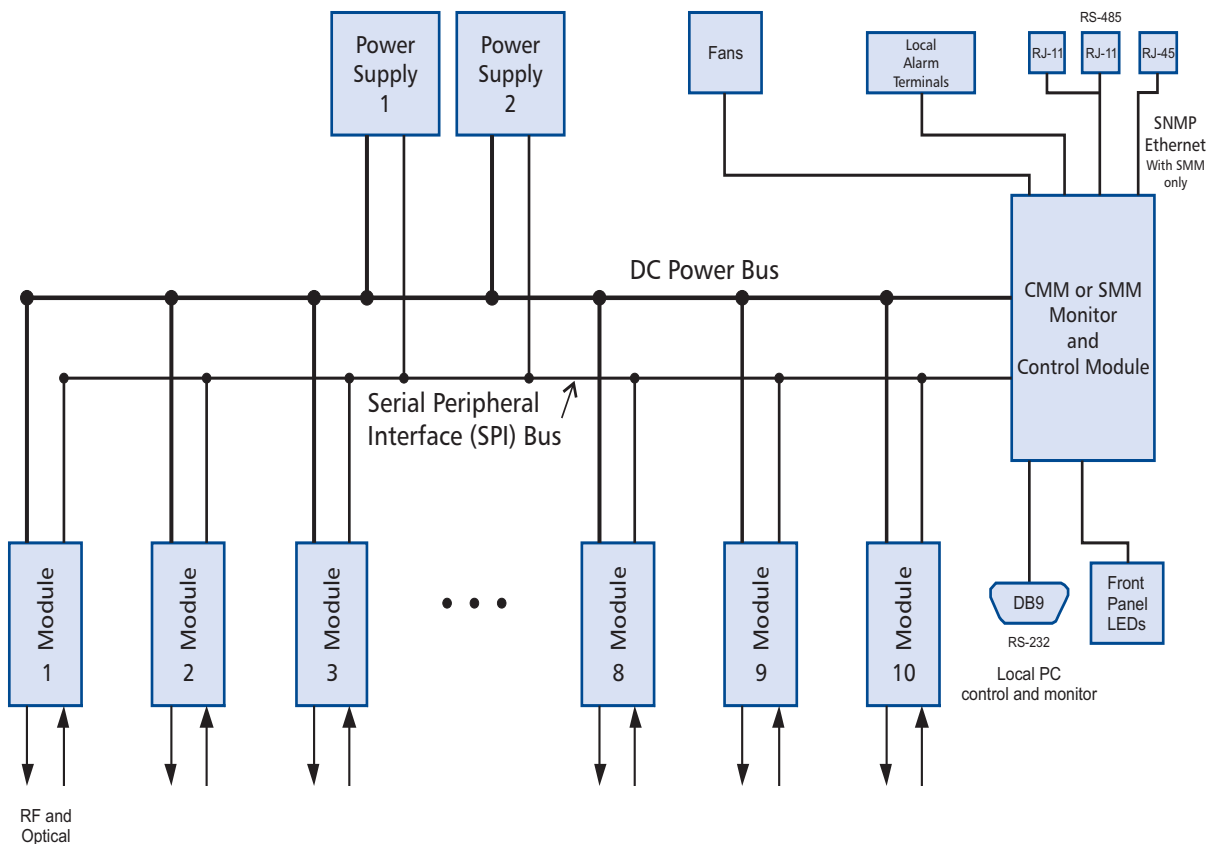 Power
Supply
1
Power
Supply
2
Fans
Local
Alarm
Terminals
RS-485
RJ-11
RJ-11
RJ-45
SNMP
Ethernet
With SMM
only
DC Power Bus
CMM or SMM
Monitor
and
Control Module
Serial Peripheral
Interface (SPI) Bus
Module
1
Module
2
Module
3
• • •
Module
8
Module
9
Module
10
DB9
RS-232
Local PC
control and monitor
Front
Panel
LEDs
RF and
Optical